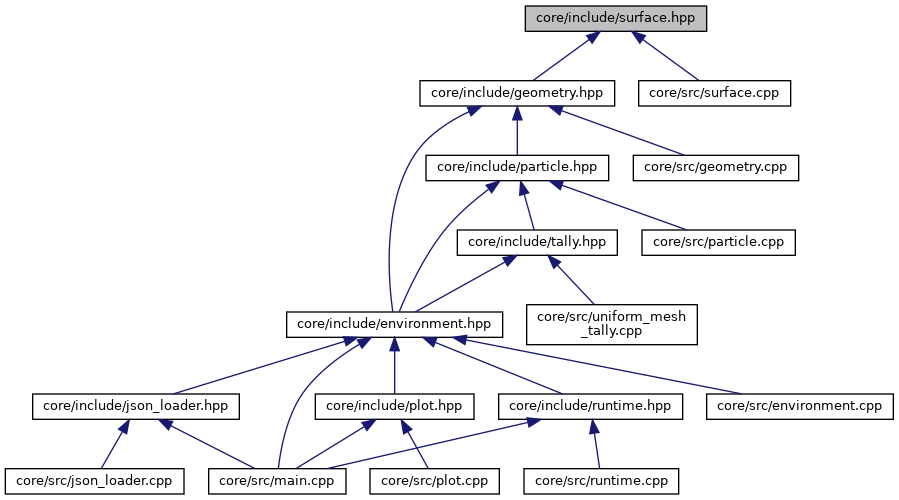 core/include/surface.hpp
core/include/geometry.hpp
core/src/surface.cpp
core/include/particle.hpp
core/src/geometry.cpp
core/include/tally.hpp
core/src/particle.cpp
core/include/environment.hpp
core/src/uniform_mesh
_tally.cpp
core/include/json_loader.hpp
core/include/plot.hpp
core/include/runtime.hpp
core/src/environment.cpp
core/src/json_loader.cpp
core/src/main.cpp
core/src/plot.cpp
core/src/runtime.cpp